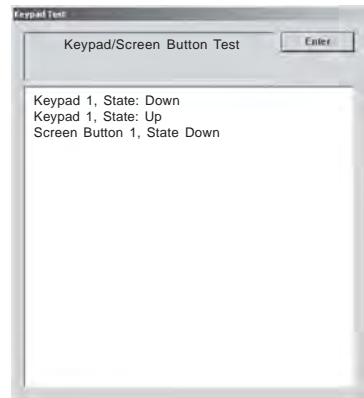 Keypad Test
Keypad/Screen Button Test
Enter
Keypad 1, State: Down
Keypad 1, State: Up
Screen Button 1, State Down